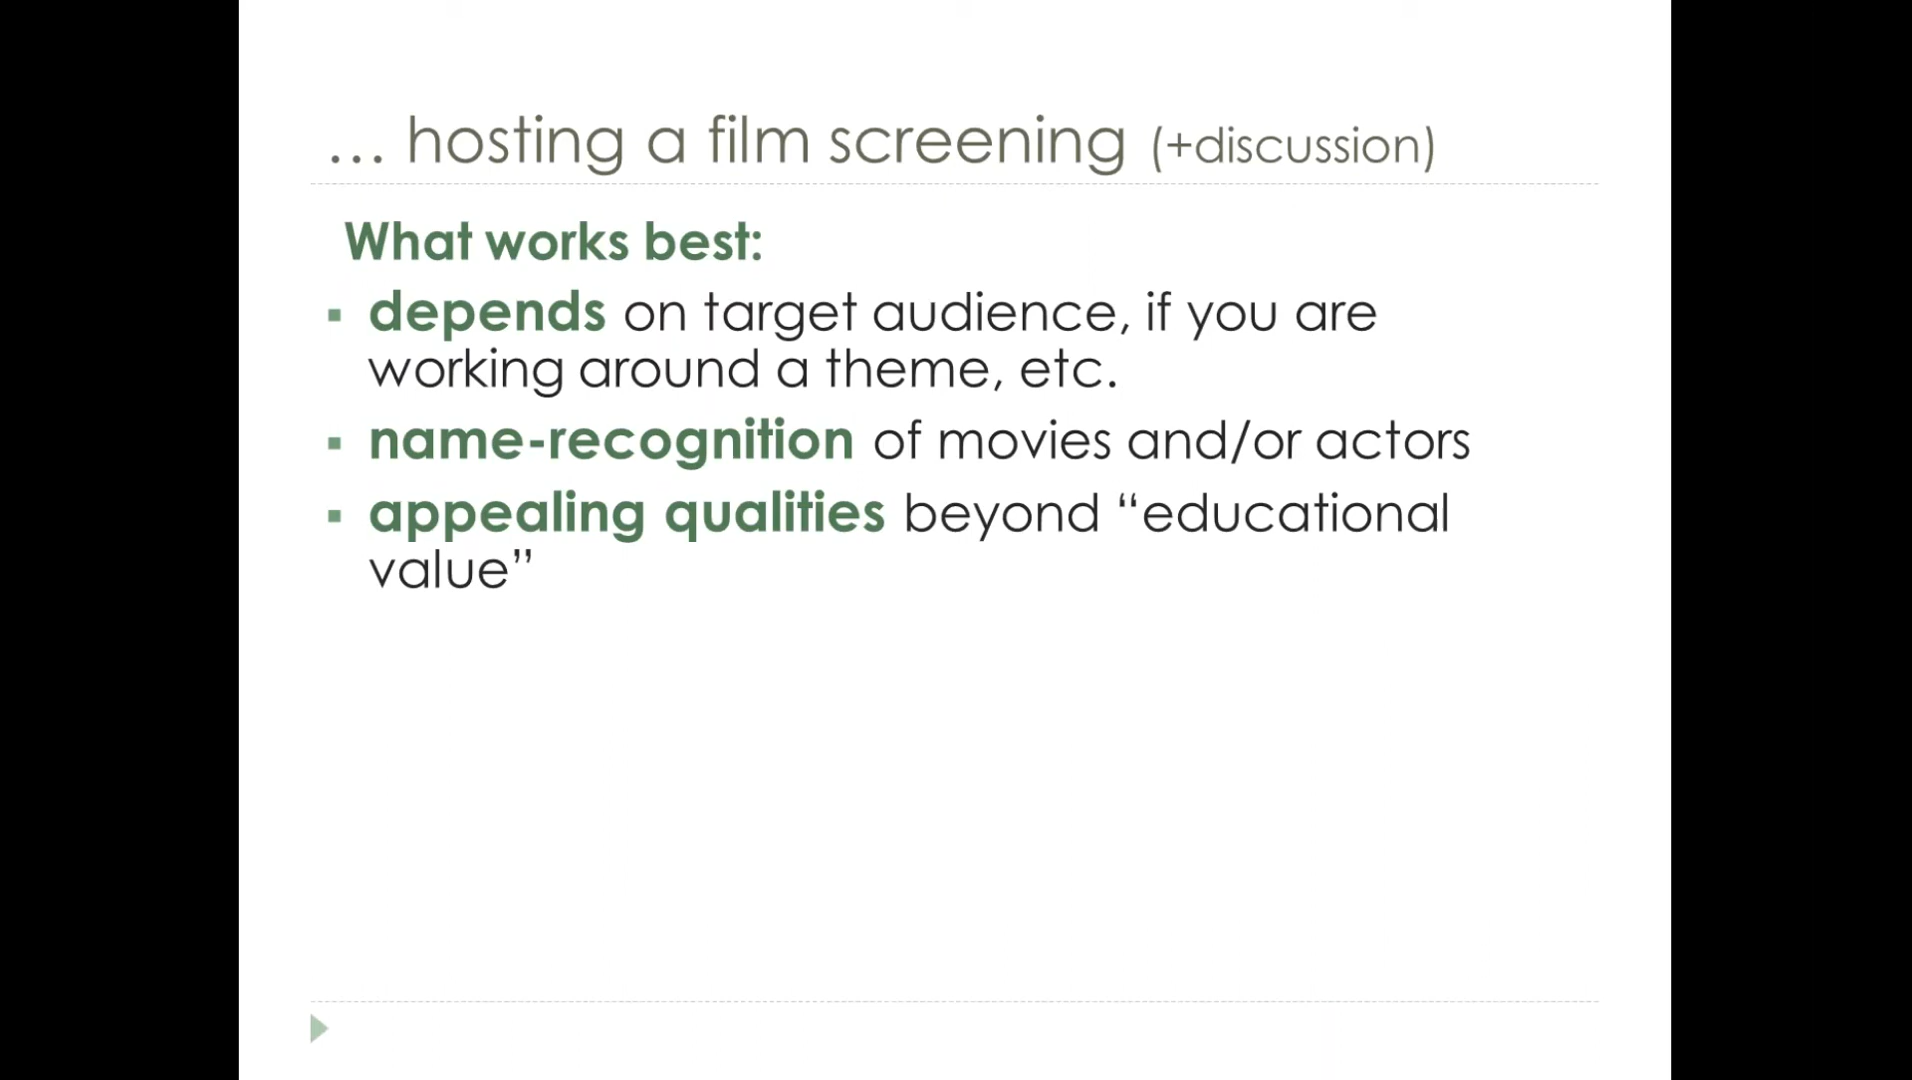 ... hosting a film screening (+discussion)
What works best:
▪ depends on target audience, if you are
working around a theme, etc.
▪ name-recognition of movies and/or actors
▪ appealing qualities beyond “educational
value”